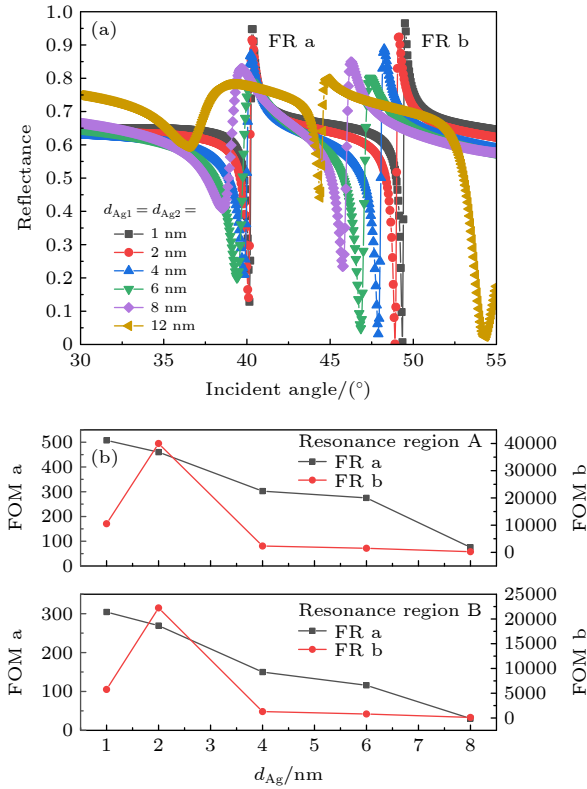 (a)
FR a
FR b
1.0
0.9
0.8
0.7
0.6
0.5
0.4
0.3
0.2
0.1
0
Reflectance
d_Ag1 = d_Ag2 =
1 nm
2 nm
4 nm
6 nm
8 nm
12 nm
30 35 40 45 50 55
Incident angle/(°)
(b)
Resonance region A
FR a
FR b
500
400
300
200
100
0
FOM a
40000
30000
20000
10000
0
FOM b
Resonance region B
FR a
FR b
300
200
100
0
FOM a
25000
20000
15000
10000
5000
0
FOM b
1 2 3 4 5 6 7 8
d_Ag/nm